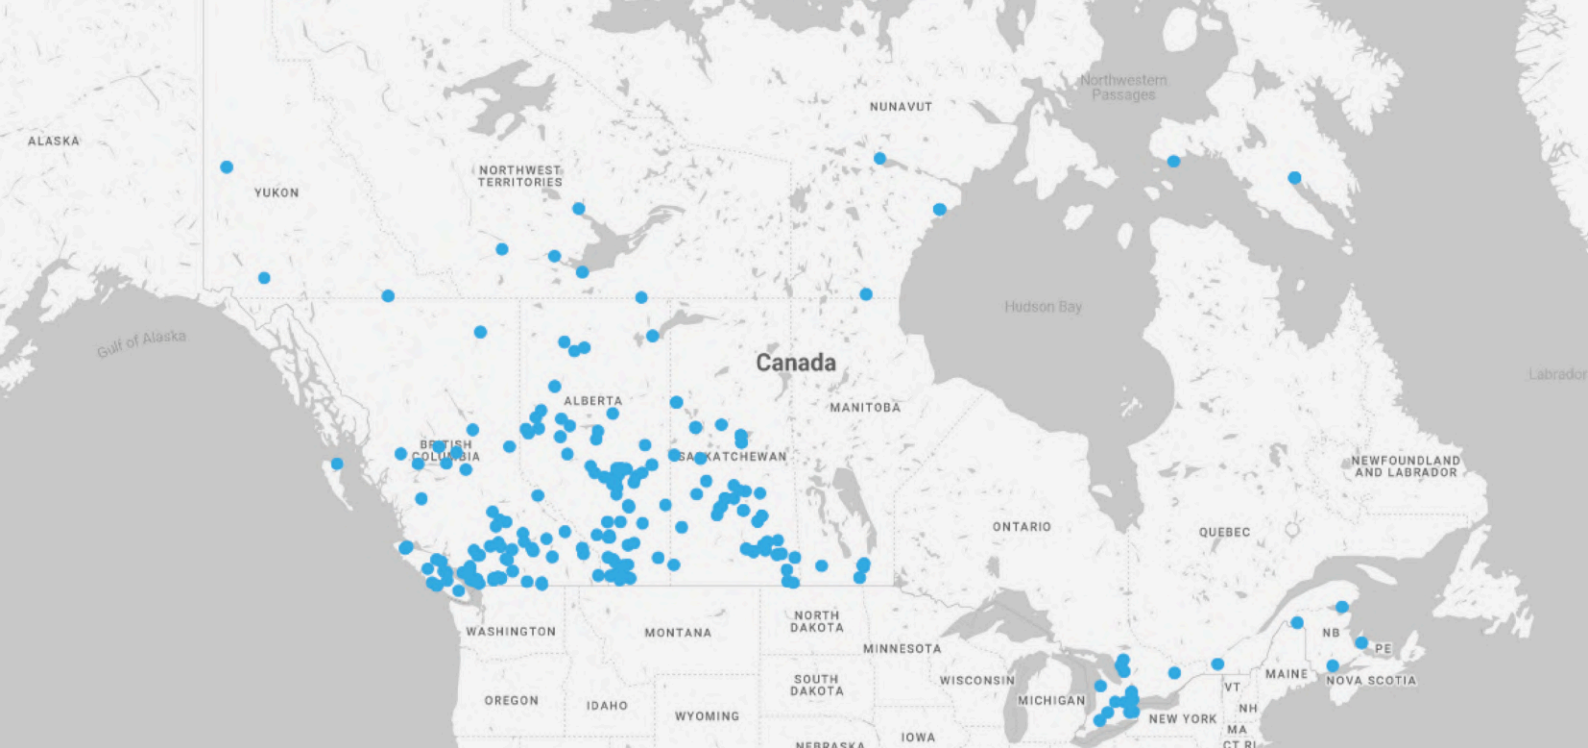 Northwestern
Passages
NUNAVUT
ALASKA
NORTHWEST
TERRITORIES
YUKON
Hudson Bay
Gulf of Alaska
Canada
Labrador
ALBERTA
MANITOBA
BRITISH
COLUMBIA
SASKATCHEWAN
NEWFOUNDLAND
AND LABRADOR
ONTARIO
QUEBEC
WASHINGTON
MONTANA
NORTH
DAKOTA
NB
MINNESOTA
PE
MAINE
NOVA SCOTIA
WISCONSIN
SOUTH
DAKOTA
VT
OREGON
IDAHO
MICHIGAN
NH
WYOMING
NEW YORK
MA
IOWA
NEBRASKA
CT RI